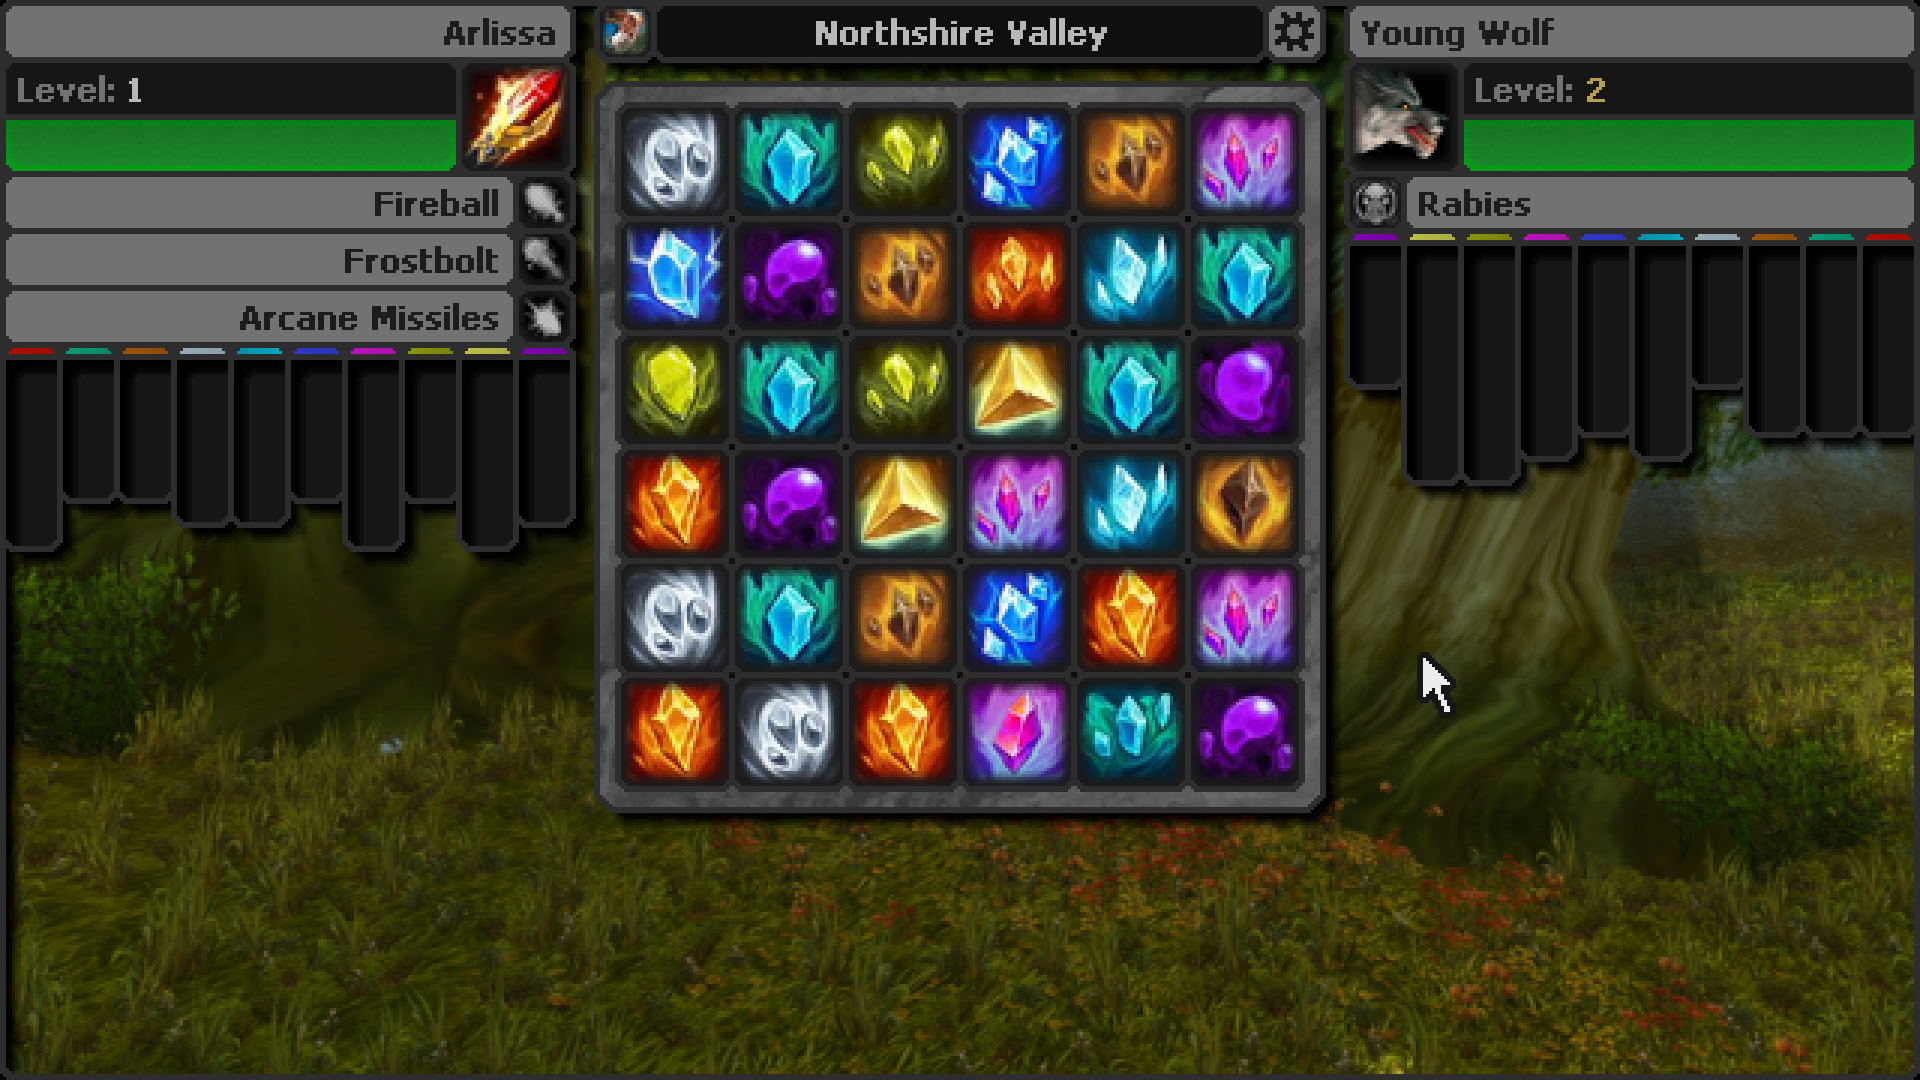 Arlissa
Northshire Valley
Young Wolf
Level: 1
Level: 2
Fireball
Rabies
Frostbolt
Arcane Missiles